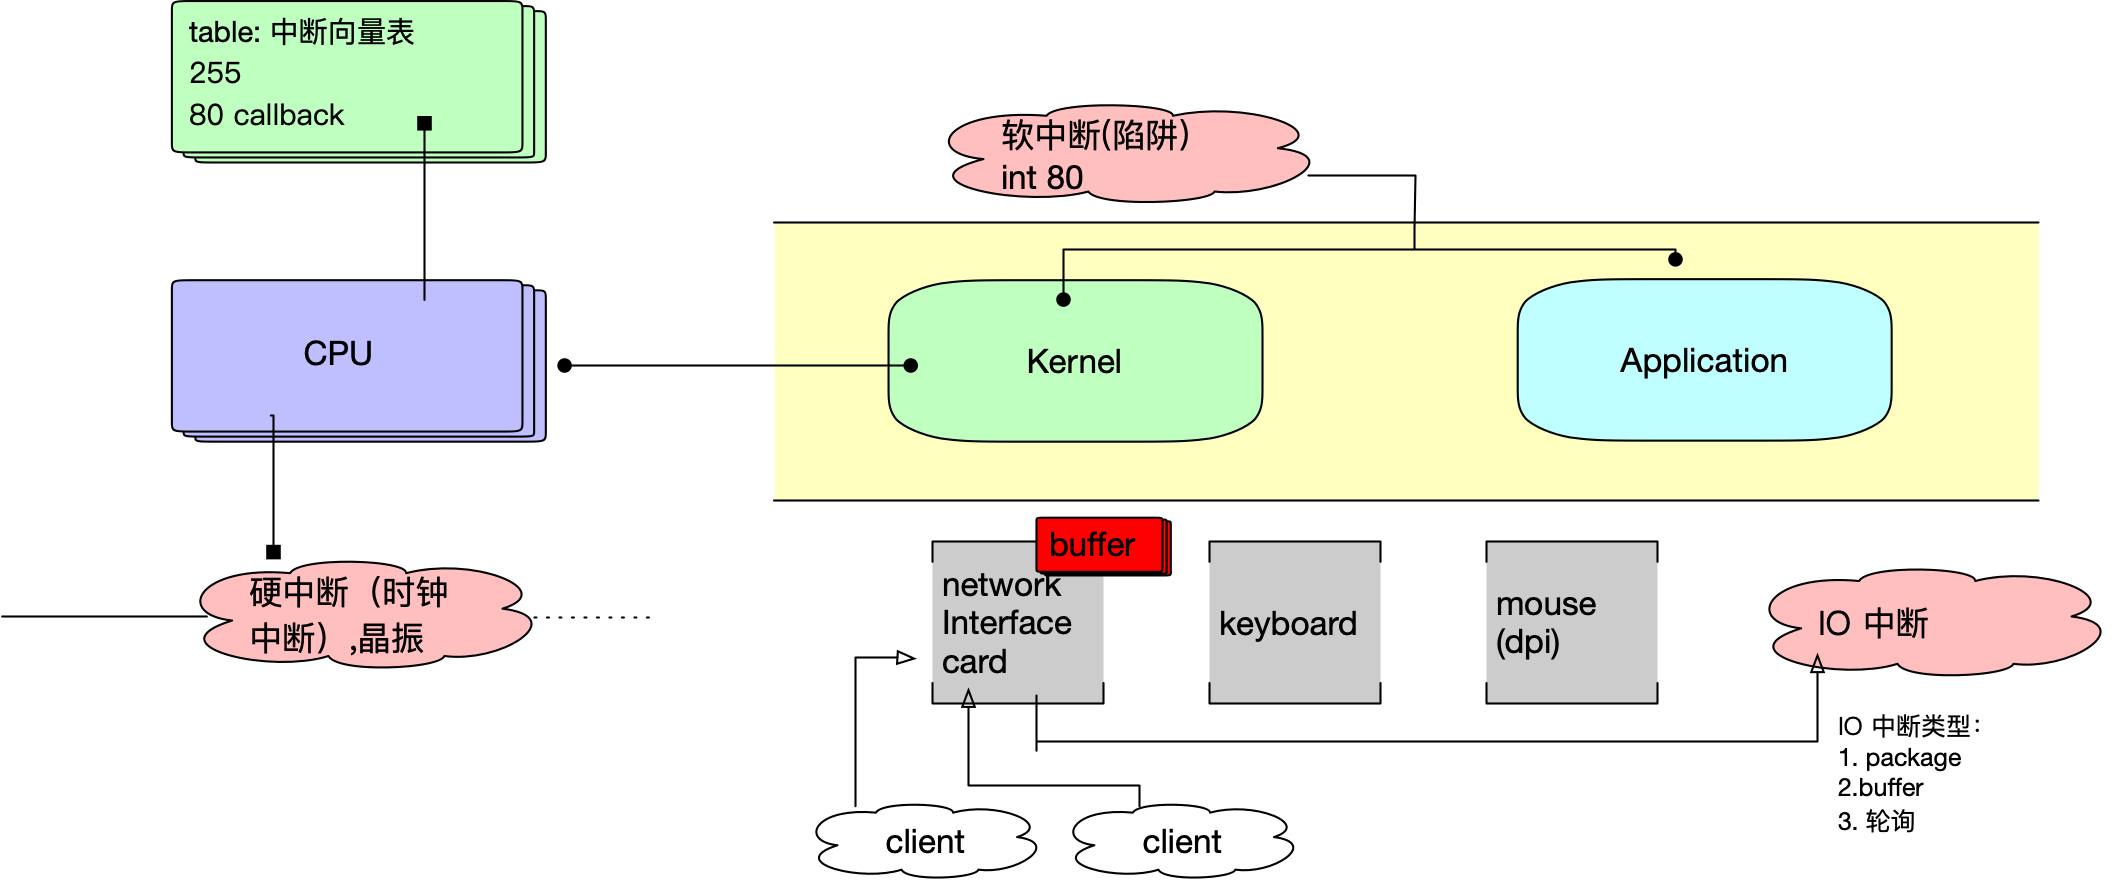 table: 中断向量表
255
80 callback
软中断(陷阱)
int 80
CPU
Kernel
Application
硬中断（时钟
中断）,晶振
buffer
network
Interface
card
keyboard
mouse
(dpi)
IO 中断
IO 中断类型：
1. package
2.buffer
3. 轮询
client
client